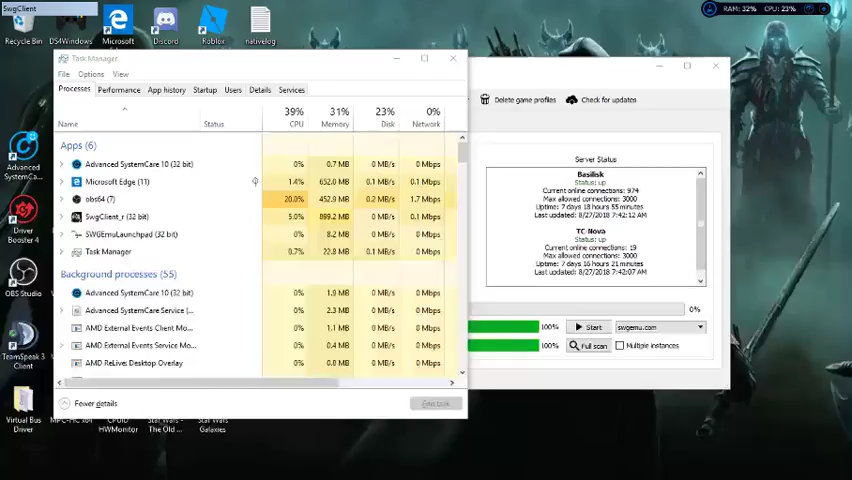 SwgClient
RAM: 32% CPU: 23%
Recycle Bin
DS4Windows
Microsoft
Discord
Roblox
nativelog
Task Manager
File Options View
Processes Performance App history Startup Users Details Services
39% 31% 23% 0%
Name Status CPU Memory Disk Network
Apps (6)
Advanced SystemCare 10 (32 bit) 0% 0.7 MB 0 MB/s 0 Mbps
Microsoft Edge (11) 1.4% 652.0 MB 0.1 MB/s 0.1 Mbps
obs64 (7) 20.0% 452.9 MB 0.2 MB/s 1.7 Mbps
SwgClient_r (32 bit) 5.0% 899.2 MB 0 MB/s 0.1 Mbps
SWGEmuLaunchpad (32 bit) 0% 8.2 MB 0 MB/s 0 Mbps
Task Manager 0.7% 22.8 MB 0.1 MB/s 0 Mbps
Background processes (55)
Advanced SystemCare 10 (32 bit) 0% 1.9 MB 0 MB/s 0 Mbps
Advanced SystemCare Service (... 0% 2.3 MB 0 MB/s 0 Mbps
AMD External Events Client Mo... 0% 1.1 MB 0 MB/s 0 Mbps
AMD External Events Service Mo... 0% 0.4 MB 0 MB/s 0 Mbps
AMD ReLive: Desktop Overlay 0% 0.8 MB 0 MB/s 0 Mbps
Fewer details
End task
Delete game profiles
Check for updates
Server Status
Basilisk
Status: up
Current online connections: 974
Max allowed connections: 3000
Uptime: 7 days 18 hours 55 minutes
Last updated: 8/27/2018 7:42:12 AM
TC-Nova
Status: up
Current online connections: 19
Max allowed connections: 3000
Uptime: 7 days 16 hours 21 minutes
Last updated: 8/27/2018 7:42:07 AM
0%
100% Start swgemu.com
100% Full scan Multiple instances
Advanced
SystemCa...
Driver
Booster 4
OBS Studio
TeamSpeak 3
Client
Virtual Bus
Driver
MPC-HC x64
CPUID
HWMonitor
Star Wars -
The Old ...
Star Wars
Galaxies